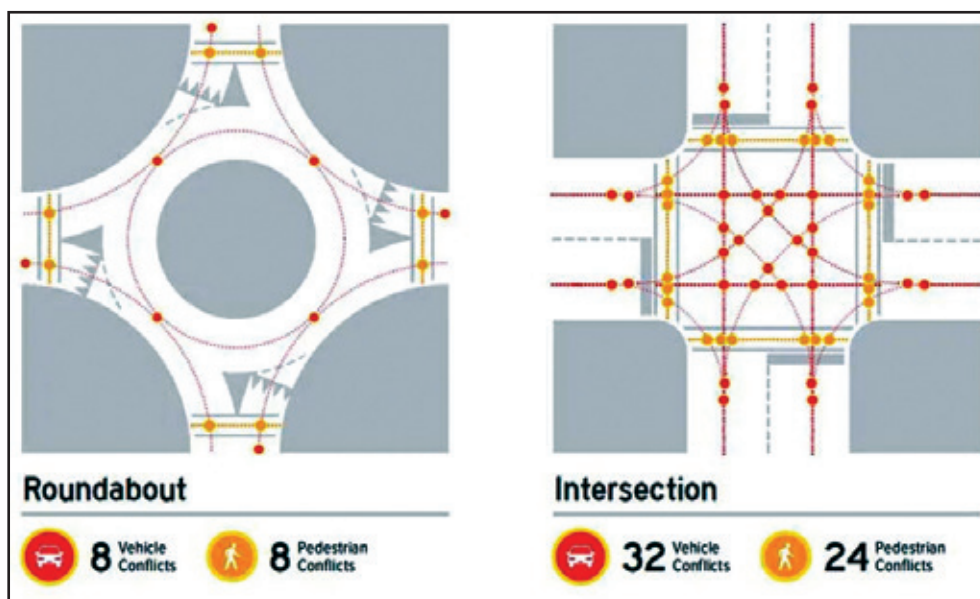 Roundabout
8 Vehicle Conflicts
8 Pedestrian Conflicts
Intersection
32 Vehicle Conflicts
24 Pedestrian Conflicts